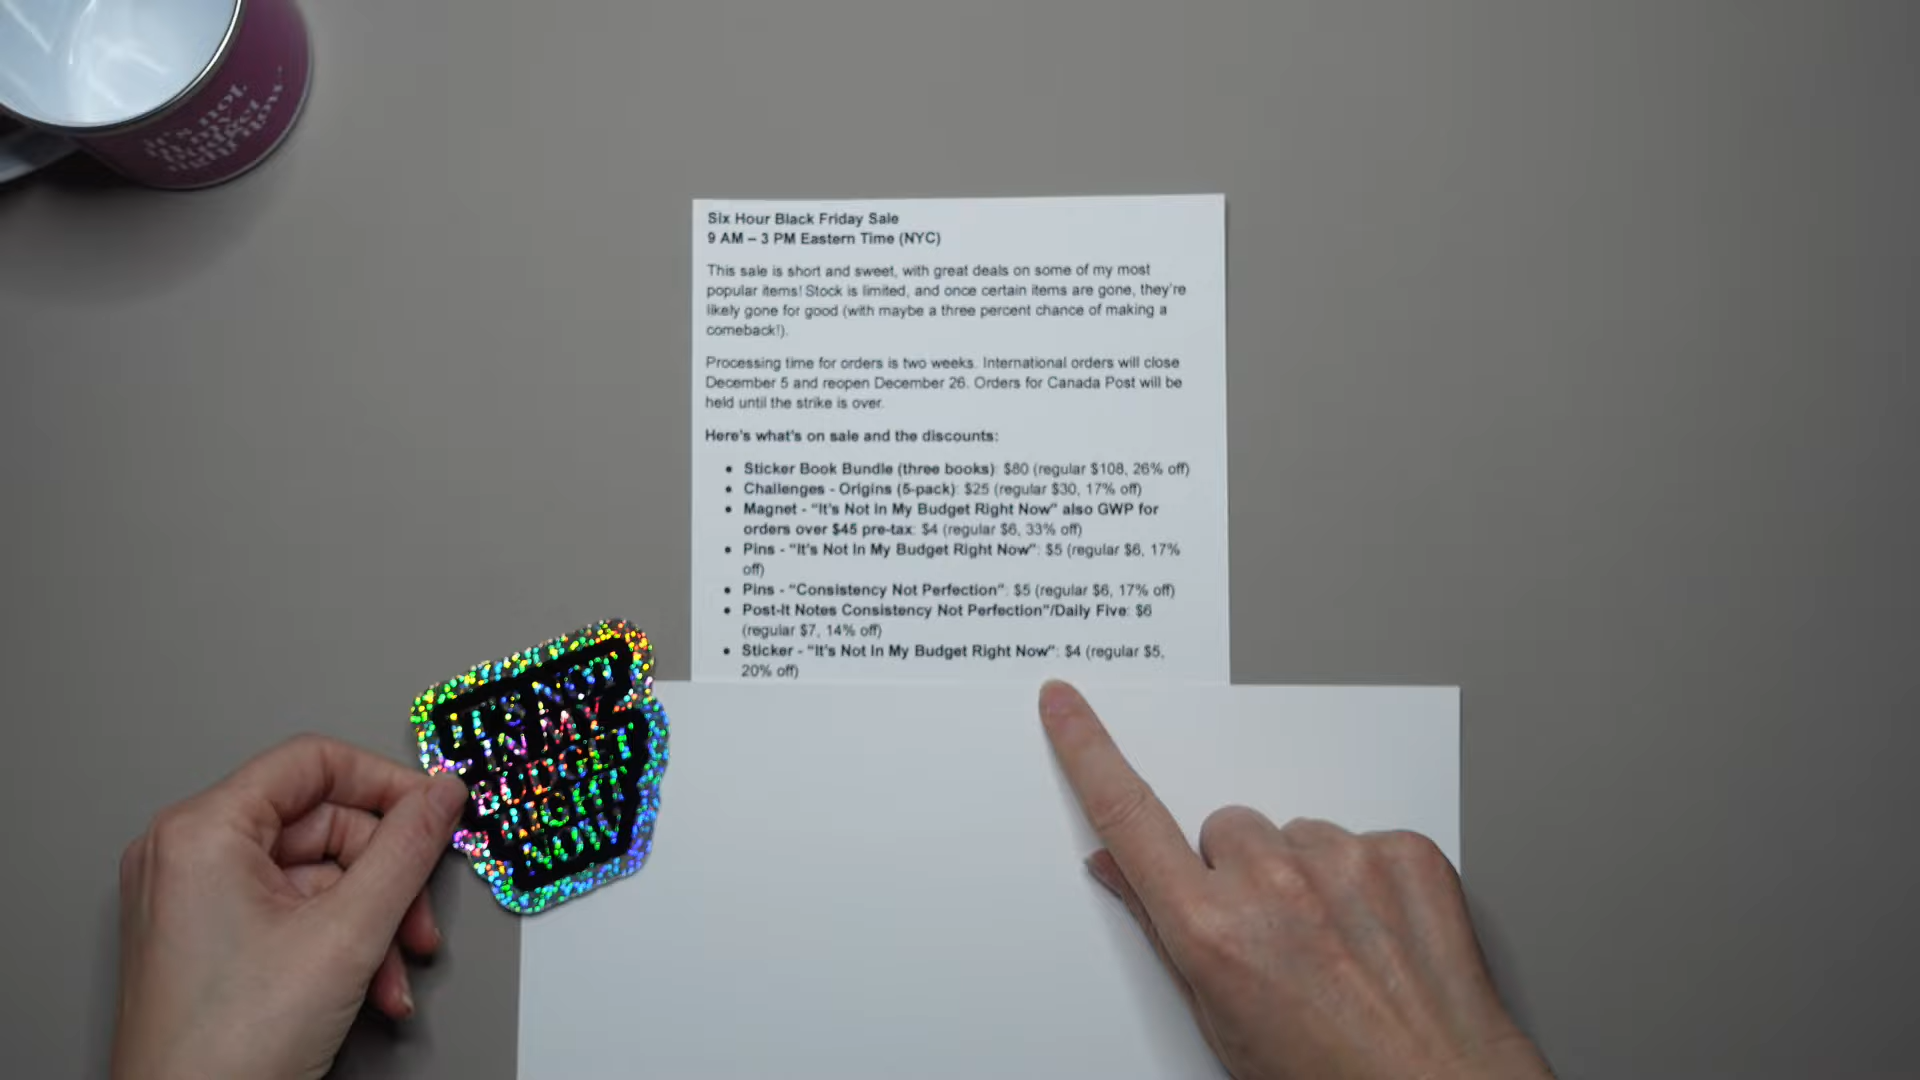 it's not
in my
budget
right
now...
Six Hour Black Friday Sale
9 AM – 3 PM Eastern Time (NYC)
This sale is short and sweet, with great deals on some of my most
popular items! Stock is limited, and once certain items are gone, they're
likely gone for good (with maybe a three percent chance of making a
comeback!).
Processing time for orders is two weeks. International orders will close
December 5 and reopen December 26. Orders for Canada Post will be
held until the strike is over.
Here's what's on sale and the discounts:
• Sticker Book Bundle (three books): $80 (regular $108, 26% off)
• Challenges - Origins (5-pack): $25 (regular $30, 17% off)
• Magnet - "It's Not In My Budget Right Now" also GWP for
orders over $45 pre-tax: $4 (regular $6, 33% off)
• Pins - "It's Not In My Budget Right Now": $5 (regular $6, 17%
off)
• Pins - "Consistency Not Perfection": $5 (regular $6, 17% off)
• Post-It Notes Consistency Not Perfection"/Daily Five: $6
(regular $7, 14% off)
• Sticker - "It's Not In My Budget Right Now": $4 (regular $5,
20% off)
IT'S NOT
IN MY
BUDGET
RIGHT
NOW